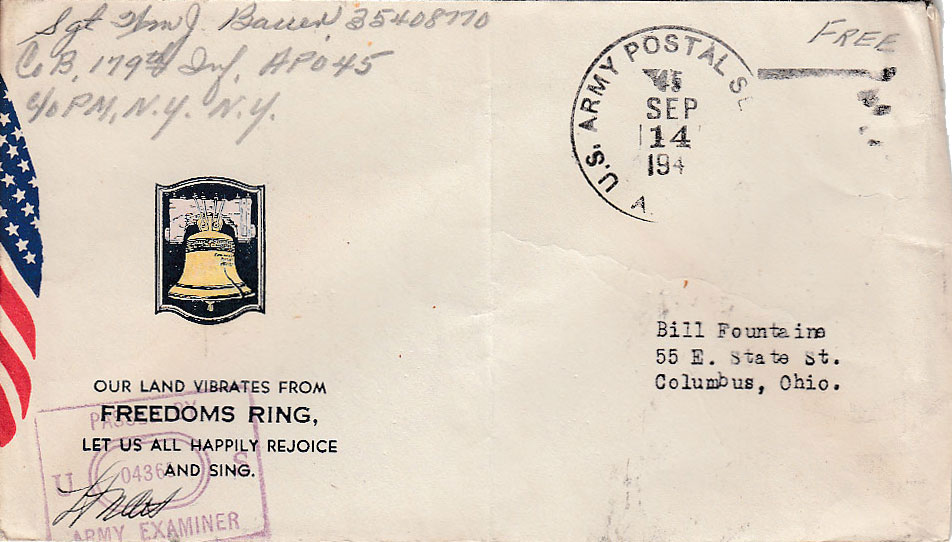 Sgt Wm J. Bauer, 35408770
Co B, 179th Inf, APO 45
c/o PM, N.Y. N.Y.
FREE
U.S. ARMY POSTAL
45
SEP
14
194
Bill Fountaine
55 E. State St.
Columbus, Ohio.
OUR LAND VIBRATES FROM
FREEDOMS RING,
LET US ALL HAPPILY REJOICE
AND SING.
PASSED BY
U S
ARMY EXAMINER